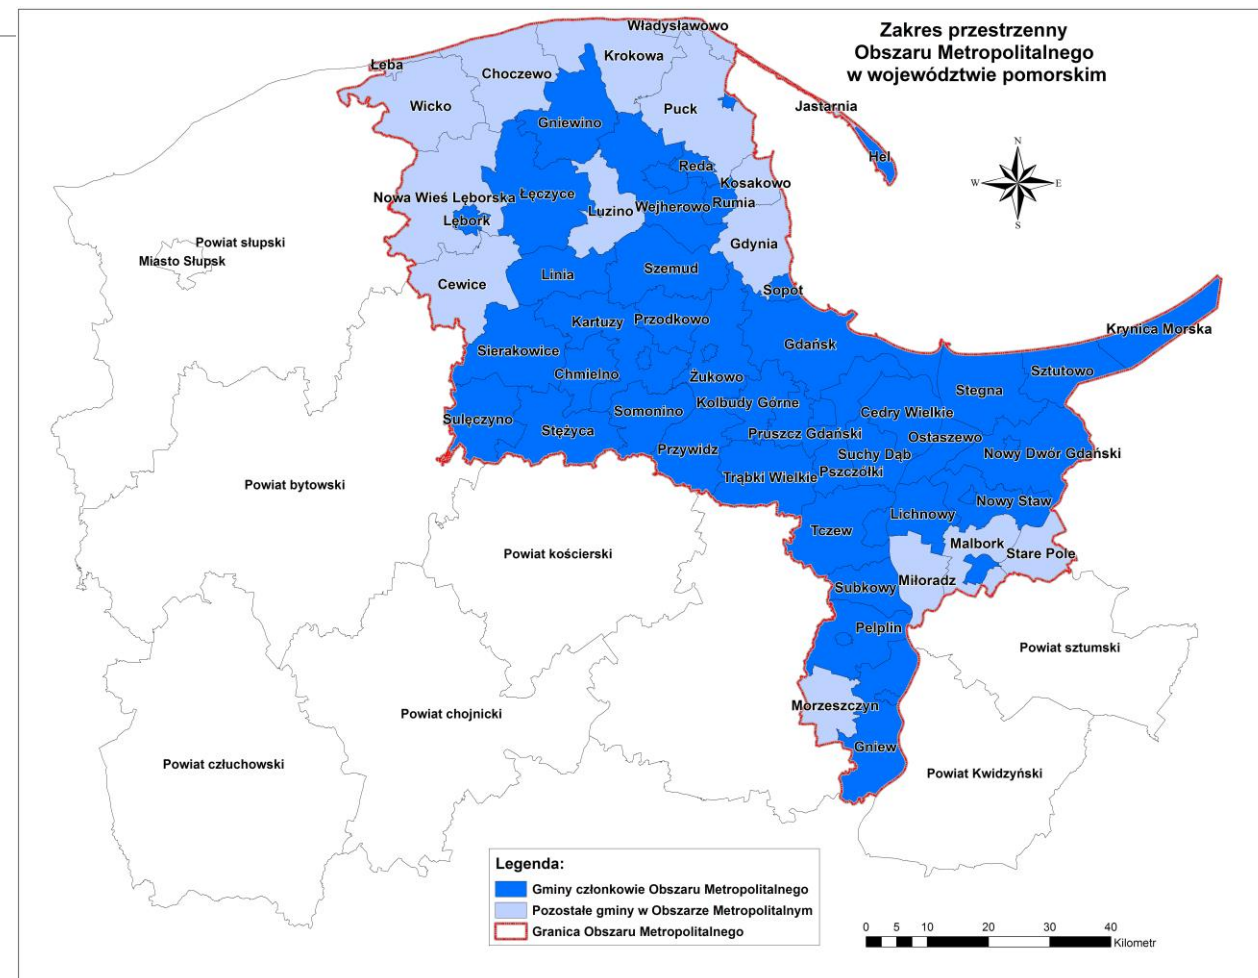 Zakres przestrzenny
Obszaru Metropolitalnego
w województwie pomorskim
Władysławowo
Krokowa
Łeba
Choczewo
Wicko
Puck
Jastarnia
Gniewino
N
Hel
W
E
S
Reda
Kosakowo
Nowa Wieś Lęborska
Łęczyce
Luzino
Wejherowo
Rumia
Lębork
Gdynia
Powiat słupski
Miasto Słupsk
Cewice
Linia
Szemud
Sopot
Kartuzy
Przodkowo
Krynica Morska
Gdańsk
Sierakowice
Chmielno
Żukowo
Sztutowo
Stegna
Sulęczyno
Somonino
Kolbudy Górne
Cedry Wielkie
Stężyca
Pruszcz Gdański
Ostaszewo
Przywidz
Suchy Dąb
Nowy Dwór Gdański
Trąbki Wielkie
Pszczółki
Powiat bytowski
Nowy Staw
Lichnowy
Tczew
Malbork
Stare Pole
Powiat kościerski
Miłoradz
Subkowy
Pelplin
Powiat sztumski
Morzeszczyn
Powiat chojnicki
Gniew
Powiat człuchowski
Powiat Kwidzyński
Legenda:
Gminy członkowie Obszaru Metropolitalnego
Pozostałe gminy w Obszarze Metropolitalnym
Granica Obszaru Metropolitalnego
0 5 10 20 30 40
Kilometr